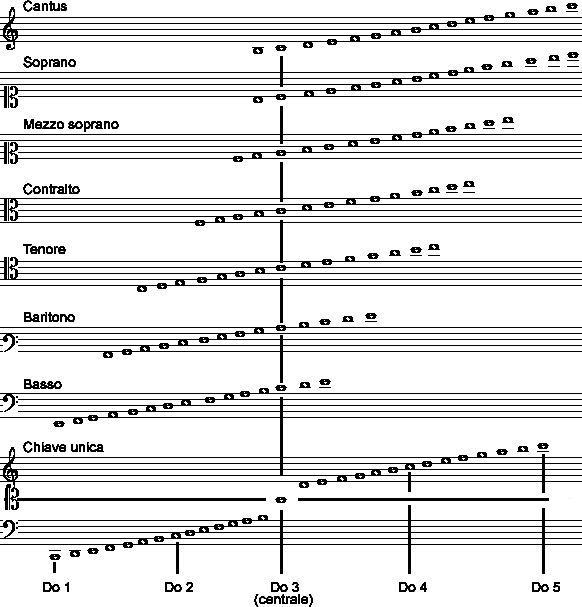 Cantus
Soprano
Mezzo soprano
Contralto
Tenore
Baritono
Basso
Chiave unica
Do 1 Do 2 Do 3 Do 4 Do 5
(centrale)